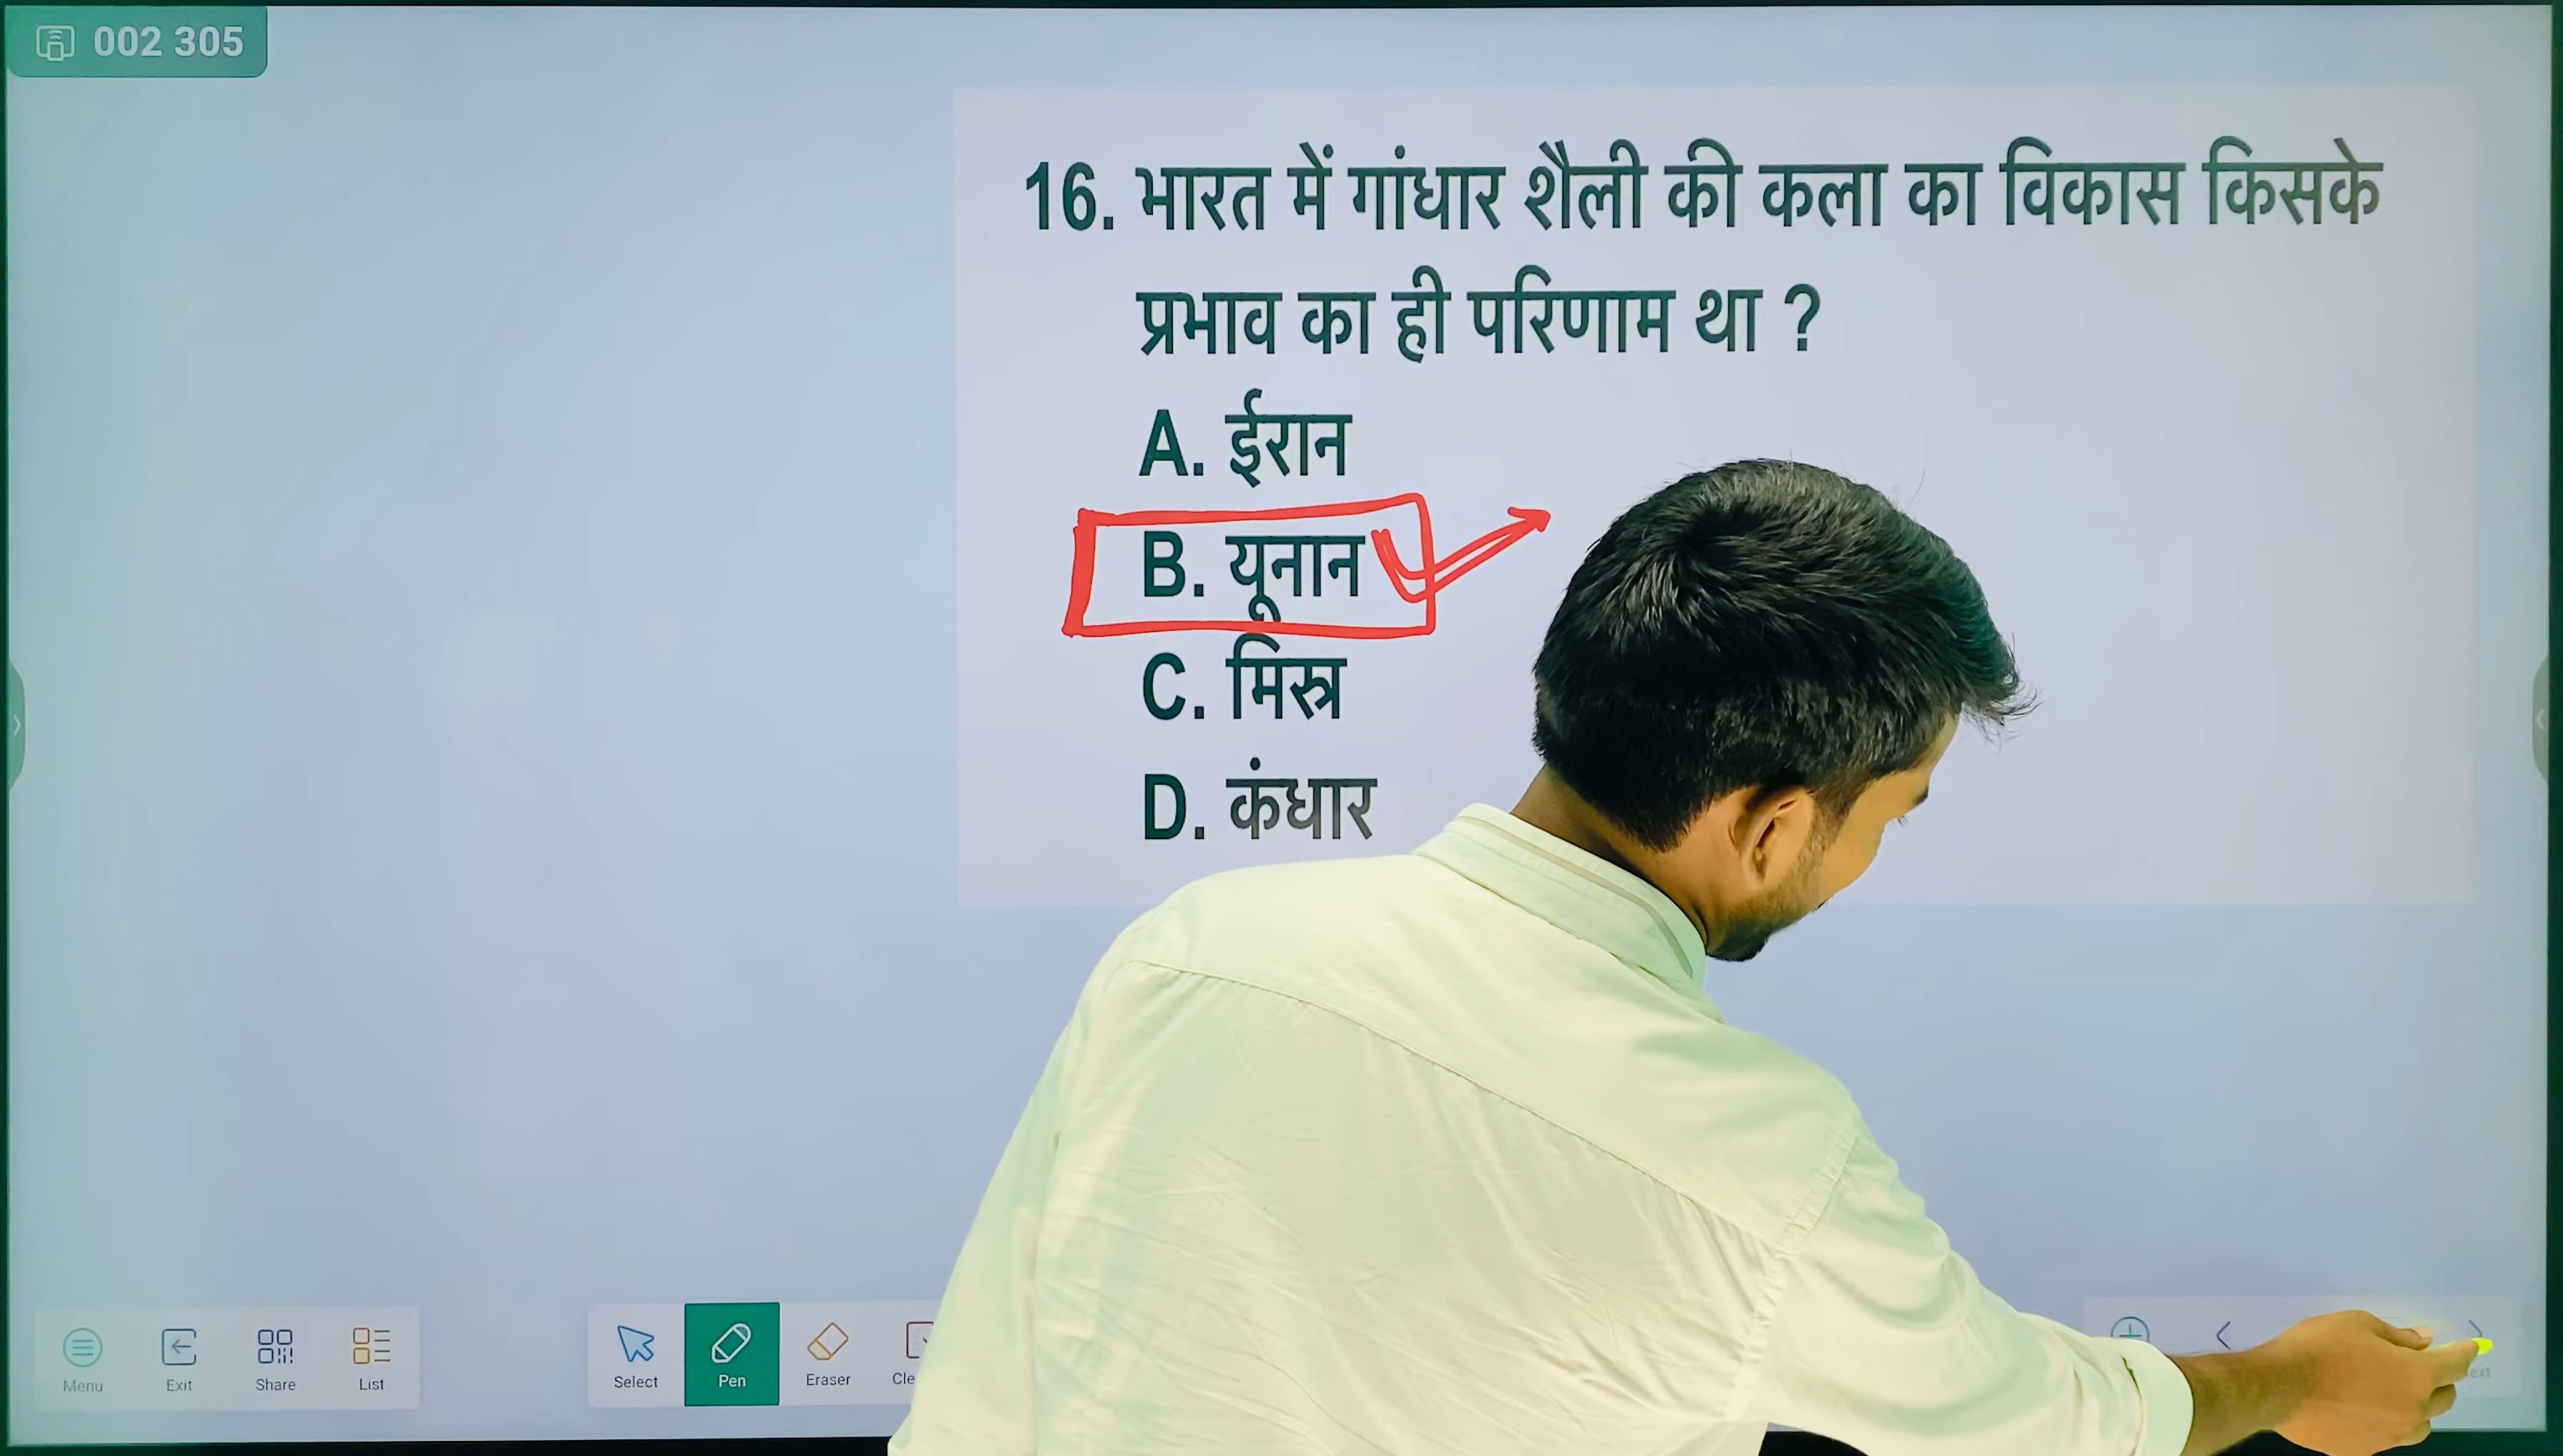 002 305
16. भारत में गांधार शैली की कला का विकास किसके
प्रभाव का ही परिणाम था ?
A. ईरान
B. यूनान
C. मिस्त्र
D. कंधार
Menu Exit Share List Select Pen Eraser